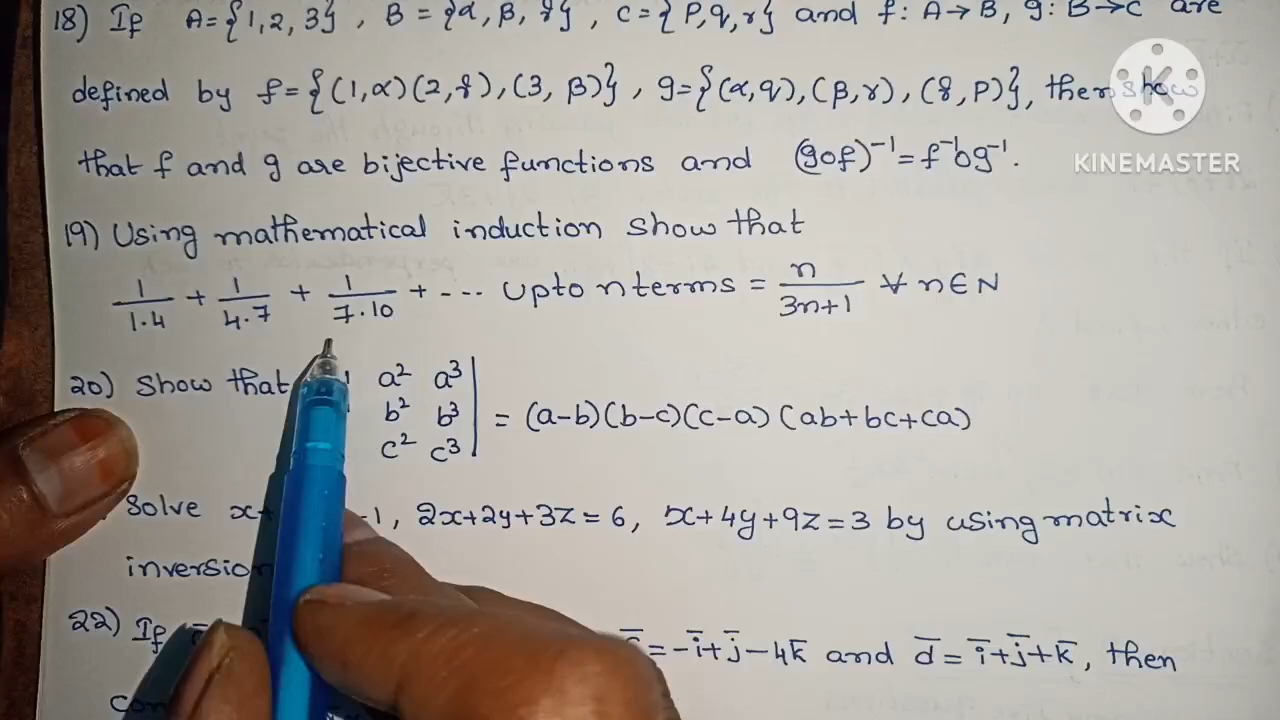 18) If A = {1, 2, 3}, B = {α, β, γ}, C = {P, q, r} and f: A→B, g: B→C are
defined by f = {(1, α)(2, γ), (3, β)}, g = {(α, q), (β, r), (γ, P)}, then show
that f and g are bijective functions and (gof)⁻¹ = f⁻¹og⁻¹.
KINEMASTER
19) Using mathematical induction show that
1/1.4 + 1/4.7 + 1/7.10 + ... upto n terms = n/3n+1 ∀ n ∈ N
20) Show that | a² a³ |
b² b³ = (a-b)(b-c)(c-a)(ab+bc+ca)
c² c³
Solve x+ 1, 2x+2y+3z = 6, x+4y+9z = 3 by using matrix
inversion
22) If = -i̅+j̅-4k̅ and d̅ = i̅+j̅+k̅, then